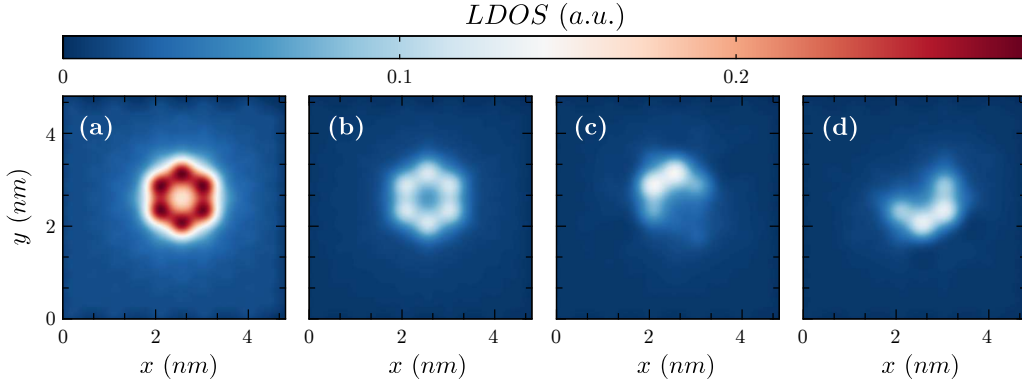 LDOS (a.u.)
0 0.1 0.2
(a) (b) (c) (d)
4
2
0
y (nm)
0 2 4 0 2 4 0 2 4 0 2 4
x (nm) x (nm) x (nm) x (nm)